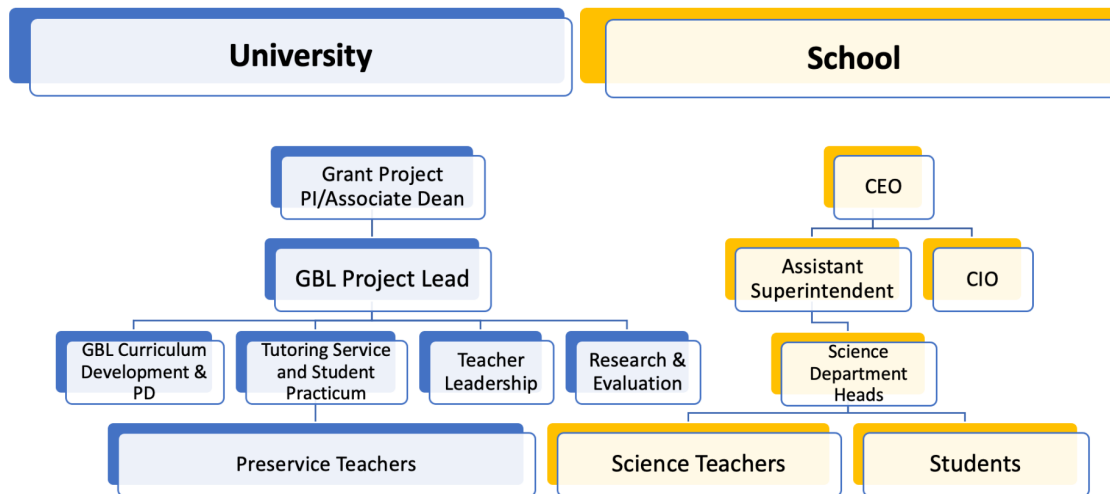 University
School
Grant Project
PI/Associate Dean
CEO
GBL Project Lead
Assistant
Superintendent
CIO
GBL Curriculum
Development &
PD
Tutoring Service
and Student
Practicum
Teacher
Leadership
Research &
Evaluation
Science
Department
Heads
Preservice Teachers
Science Teachers
Students